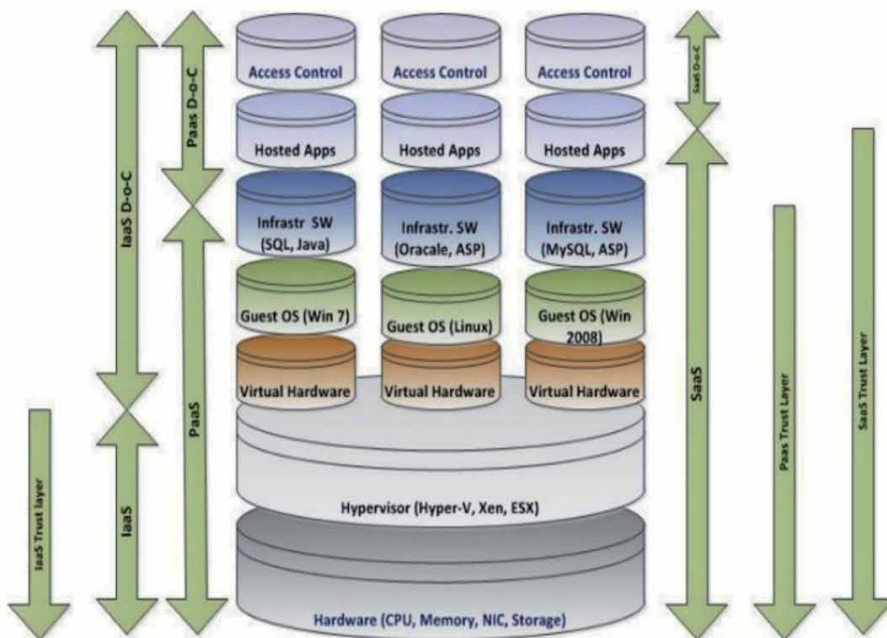 Access Control
Access Control
Access Control
Hosted Apps
Hosted Apps
Hosted Apps
Infrastr SW
(SQL, Java)
Infrastr. SW
(Oracale, ASP)
Infrastr. SW
(MySQL, ASP)
Guest OS (Win 7)
Guest OS (Linux)
Guest OS (Win
2008)
Virtual Hardware
Virtual Hardware
Virtual Hardware
Hypervisor (Hyper-V, Xen, ESX)
Hardware (CPU, Memory, NIC, Storage)
IaaS Trust layer
IaaS D-o-C
IaaS
Paas D-o-C
PaaS
SaaS D-o-C
SaaS
Paas Trust Layer
SaaS Trust Layer